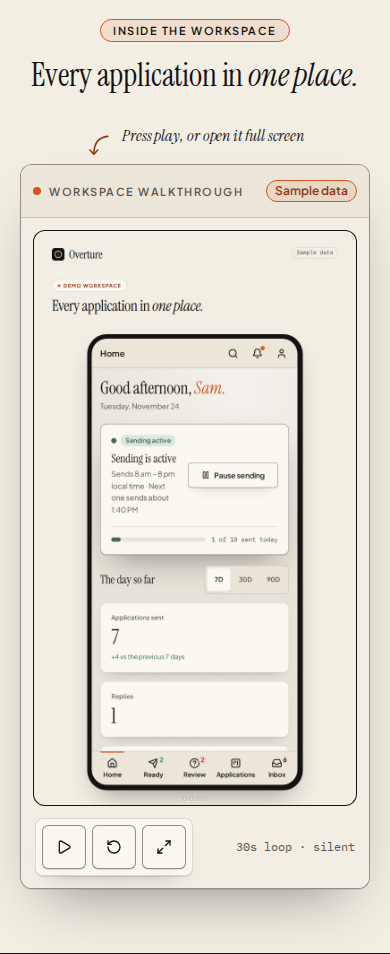 INSIDE THE WORKSPACE
Every application in one place.
Press play, or open it full screen
WORKSPACE WALKTHROUGH
Sample data
Overture
Sample data
DEMO WORKSPACE
Every application in one place.
Home
Good afternoon, Sam.
Tuesday, November 24
Sending active
Sending is active
Sends 8 am – 8 pm
local time · Next
one sends about
1:40 PM
Pause sending
1 of 10 sent today
The day so far
7D 30D 90D
Applications sent
7
+4 vs the previous 7 days
Replies
1
2 2 6
Home Ready Review Applications Inbox
30s loop · silent